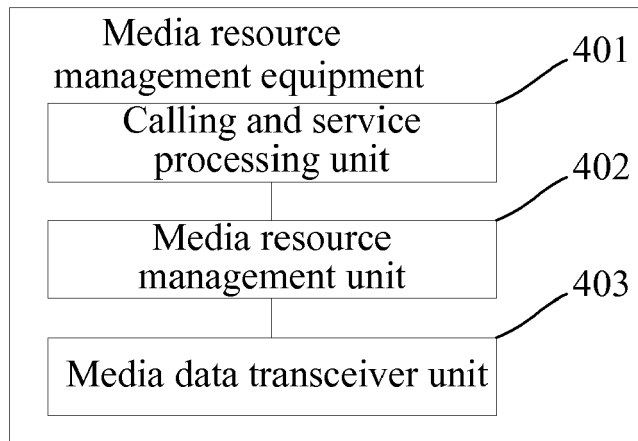 Media resource
management equipment
401
Calling and service
processing unit
402
Media resource
management unit
403
Media data transceiver unit